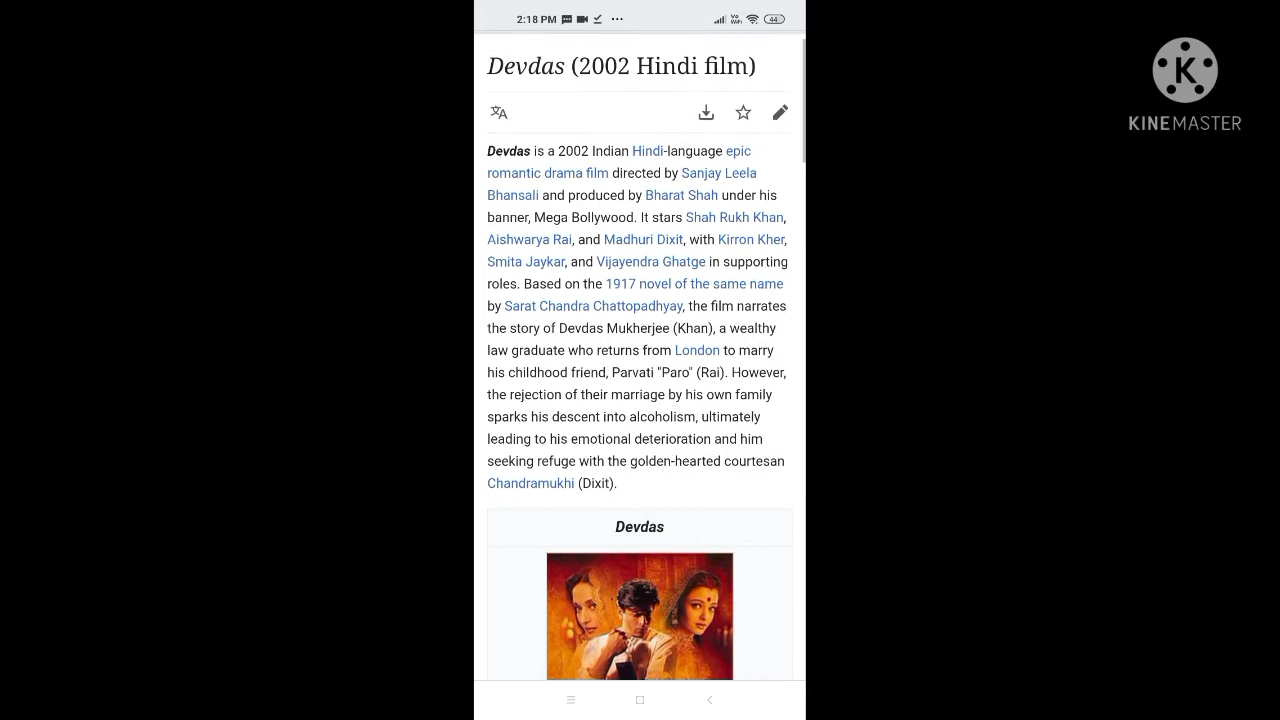 2:18 PM
Vo
WiFi
44
Devdas (2002 Hindi film)
Devdas is a 2002 Indian Hindi-language epic
romantic drama film directed by Sanjay Leela
Bhansali and produced by Bharat Shah under his
banner, Mega Bollywood. It stars Shah Rukh Khan,
Aishwarya Rai, and Madhuri Dixit, with Kirron Kher,
Smita Jaykar, and Vijayendra Ghatge in supporting
roles. Based on the 1917 novel of the same name
by Sarat Chandra Chattopadhyay, the film narrates
the story of Devdas Mukherjee (Khan), a wealthy
law graduate who returns from London to marry
his childhood friend, Parvati "Paro" (Rai). However,
the rejection of their marriage by his own family
sparks his descent into alcoholism, ultimately
leading to his emotional deterioration and him
seeking refuge with the golden-hearted courtesan
Chandramukhi (Dixit).
Devdas
K
KINEMASTER